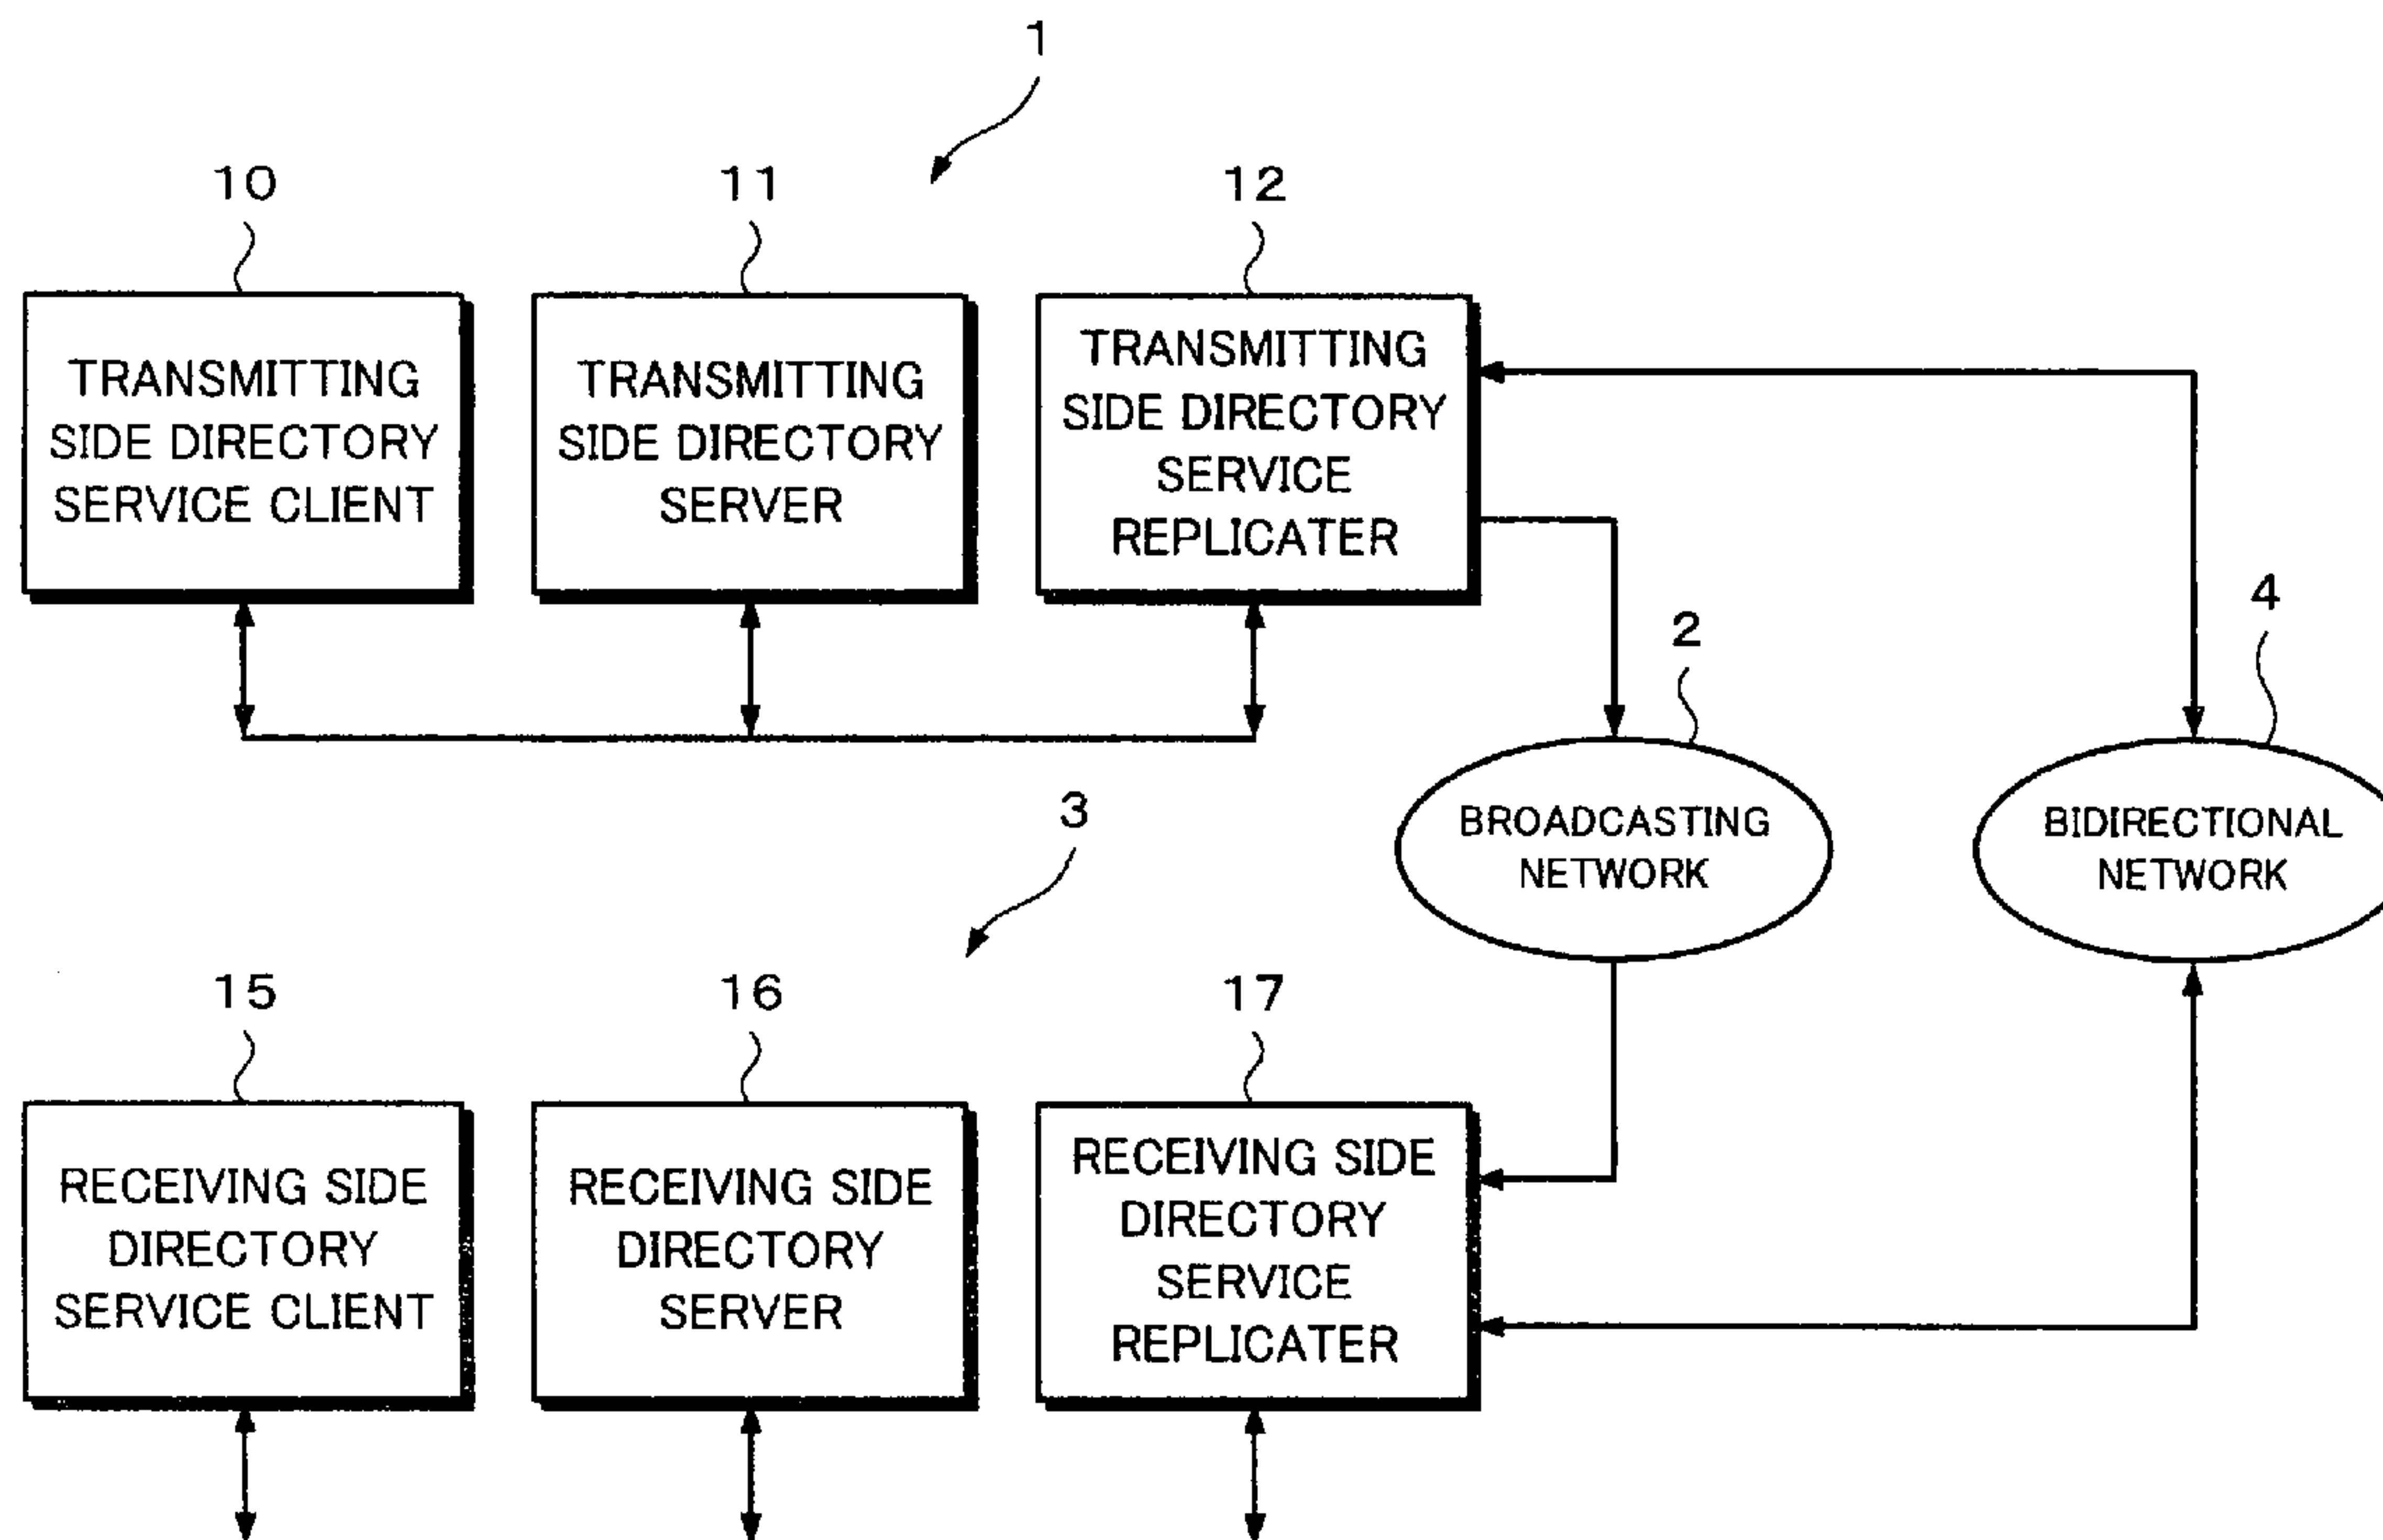 1
10
11
12
TRANSMITTING
SIDE DIRECTORY
SERVICE CLIENT
TRANSMITTING
SIDE DIRECTORY
SERVER
TRANSMITTING
SIDE DIRECTORY
SERVICE
REPLICATER
2
4
BROADCASTING
NETWORK
BIDIRECTIONAL
NETWORK
3
15
16
17
RECEIVING SIDE
DIRECTORY
SERVICE CLIENT
RECEIVING SIDE
DIRECTORY
SERVER
RECEIVING SIDE
DIRECTORY
SERVICE
REPLICATER